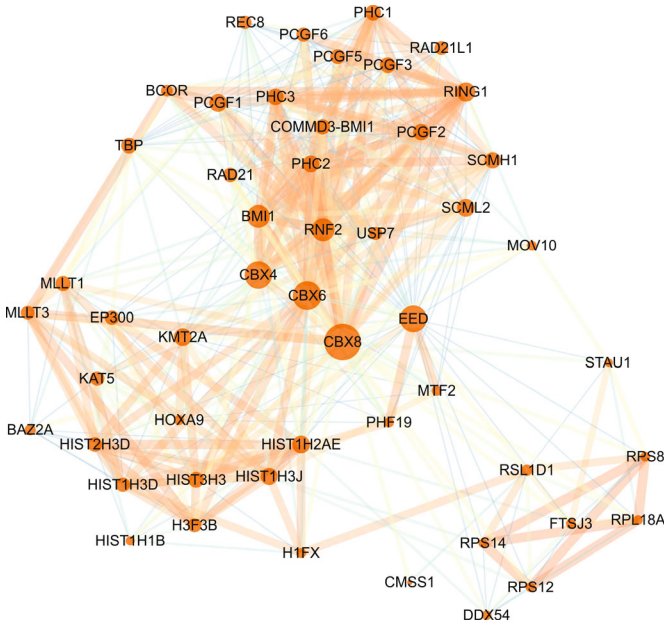 PHC1
REC8
PCGF6
RAD21L1
PCGF5
PCGF3
BCOR
PCGF1
PHC3
RING1
COMMD3-BMI1
PCGF2
TBP
PHC2
SCMH1
RAD21
BMI1
RNF2
USP7
SCML2
MOV10
CBX4
MLLT1
CBX6
MLLT3
EP300
EED
KMT2A
CBX8
STAU1
KAT5
MTF2
BAZ2A
HOXA9
PHF19
HIST2H3D
HIST1H2AE
RPS8
HIST1H3D
HIST3H3
HIST1H3J
RSL1D1
H3F3B
FTSJ3
RPL18A
HIST1H1B
H1FX
RPS14
CMSS1
RPS12
DDX54